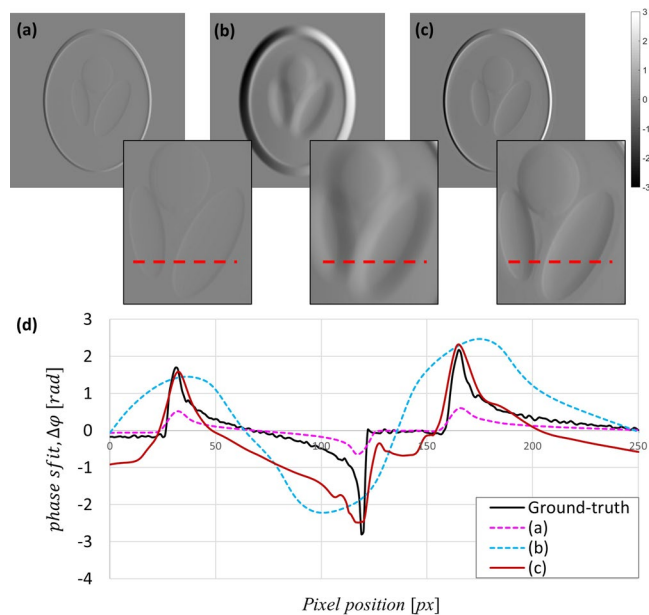 (a)
(b)
(c)
3
2
1
0
-1
-2
-3
(d)
3
2
1
0
-1
-2
-3
-4
0
50
100
150
200
250
phase sfit, Δφ [rad]
Pixel position [px]
Ground-truth
(a)
(b)
(c)